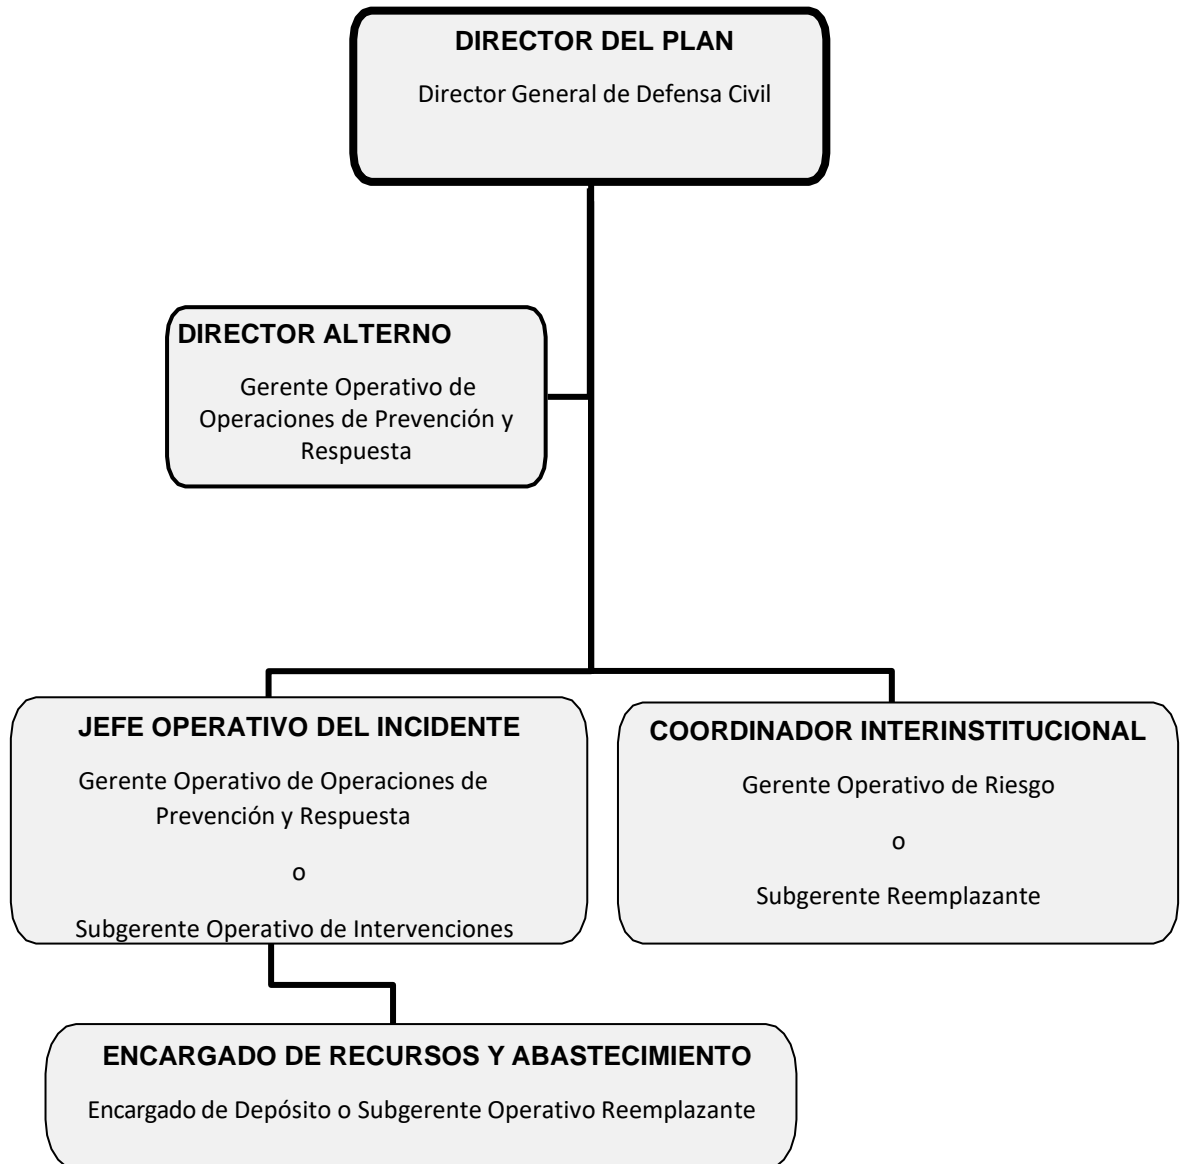 DIRECTOR DEL PLAN
Director General de Defensa Civil
DIRECTOR ALTERNO
Gerente Operativo de
Operaciones de Prevención y
Respuesta
JEFE OPERATIVO DEL INCIDENTE
Gerente Operativo de Operaciones de
Prevención y Respuesta
o
Subgerente Operativo de Intervenciones
COORDINADOR INTERINSTITUCIONAL
Gerente Operativo de Riesgo
o
Subgerente Reemplazante
ENCARGADO DE RECURSOS Y ABASTECIMIENTO
Encargado de Depósito o Subgerente Operativo Reemplazante